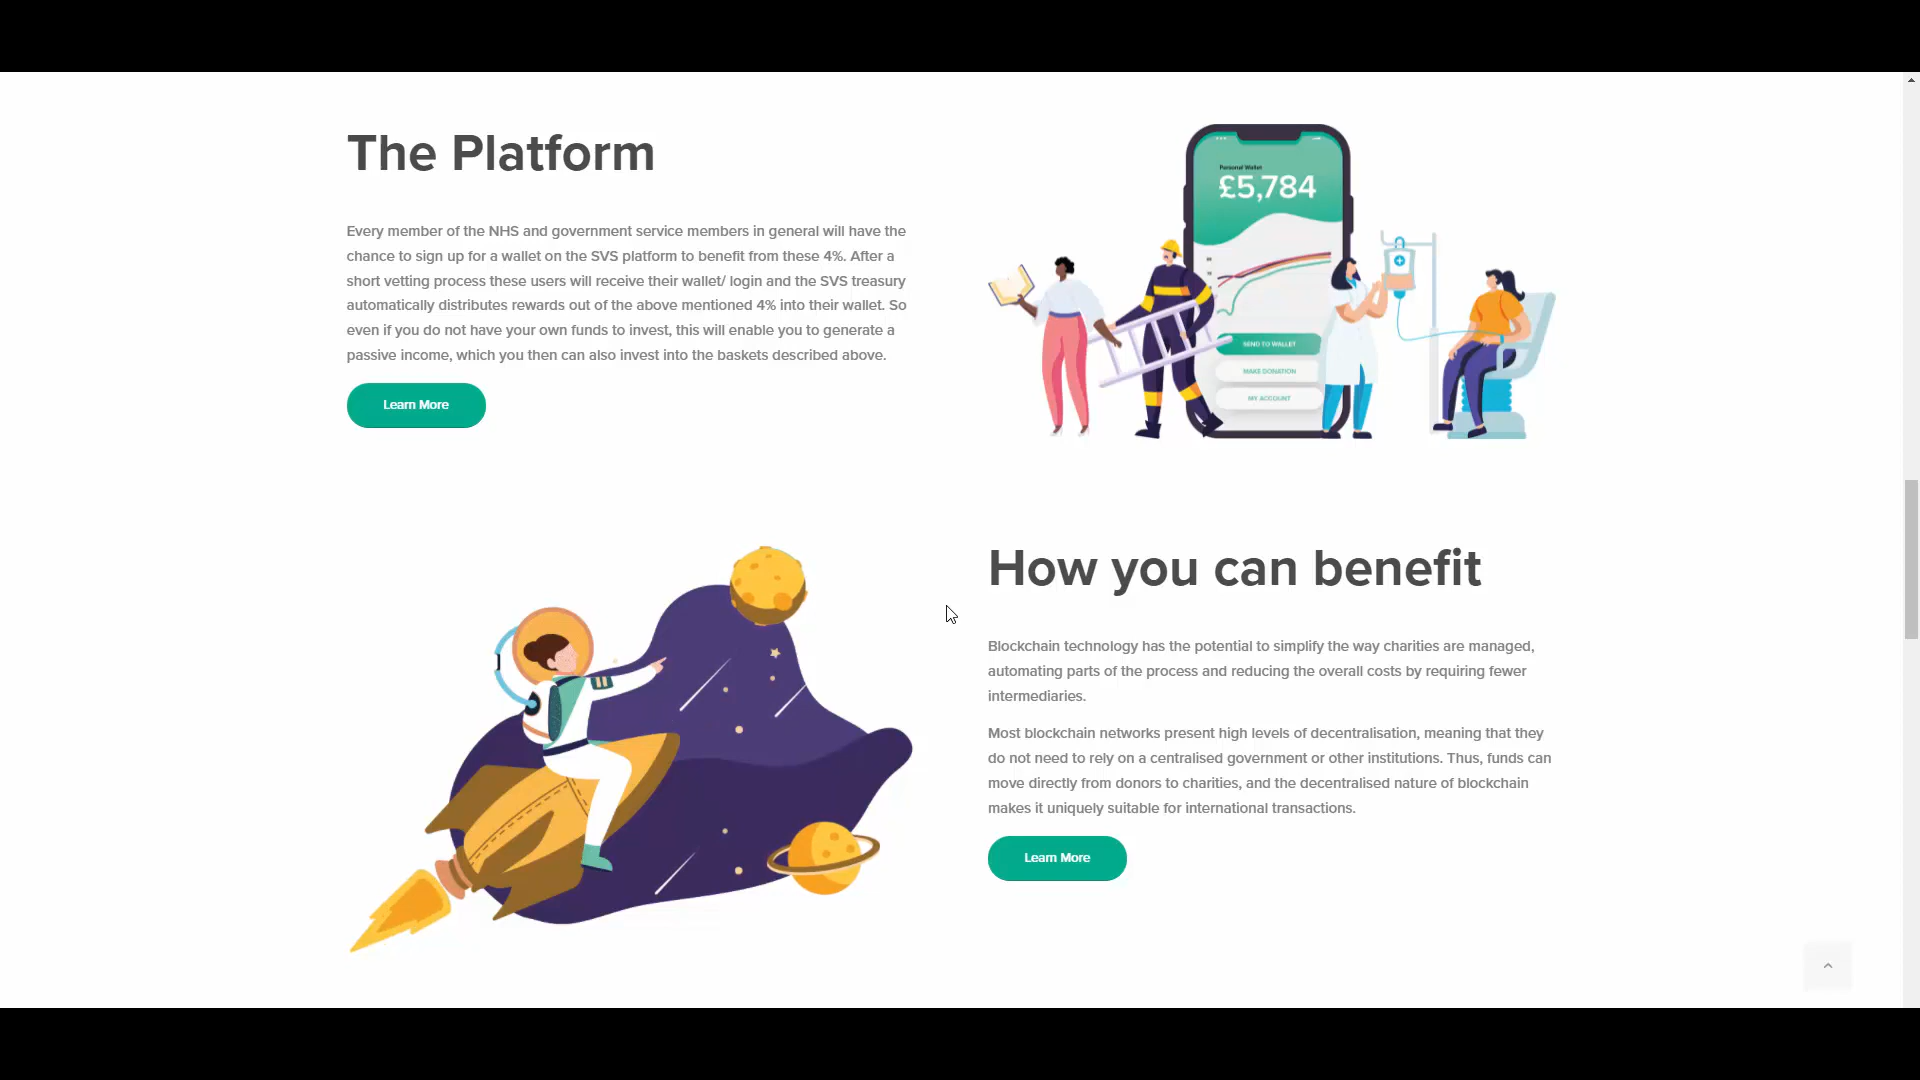 The Platform
Every member of the NHS and government service members in general will have the
chance to sign up for a wallet on the SVS platform to benefit from these 4%. After a
short vetting process these users will receive their wallet/ login and the SVS treasury
automatically distributes rewards out of the above mentioned 4% into their wallet. So
even if you do not have your own funds to invest, this will enable you to generate a
passive income, which you then can also invest into the baskets described above.
Learn More
Personal Wallet
£5,784
SEND TO WALLET
MAKE DONATION
MY ACCOUNT
How you can benefit
Blockchain technology has the potential to simplify the way charities are managed,
automating parts of the process and reducing the overall costs by requiring fewer
intermediaries.
Most blockchain networks present high levels of decentralisation, meaning that they
do not need to rely on a centralised government or other institutions. Thus, funds can
move directly from donors to charities, and the decentralised nature of blockchain
makes it uniquely suitable for international transactions.
Learn More